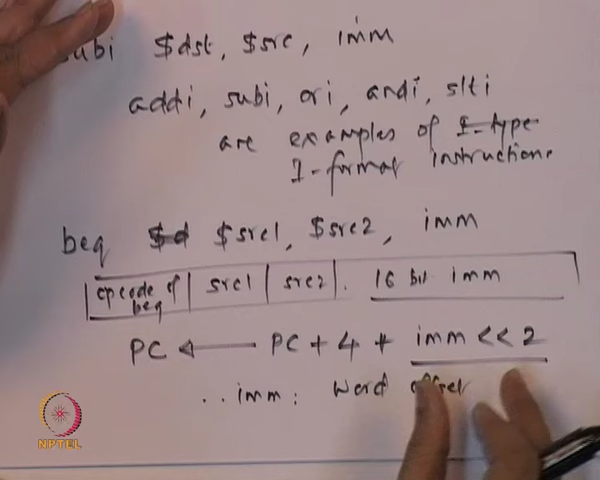 subi $dst, $src, imm
addi, subi, ori, andi, slti
are examples of I-type
I-format instructions
beq $d $src1, $src2, imm
opcode of beq | src1 | src2 | 16 bit imm
PC ← PC + 4 + imm << 2
∴ imm : Word offset
NPTEL